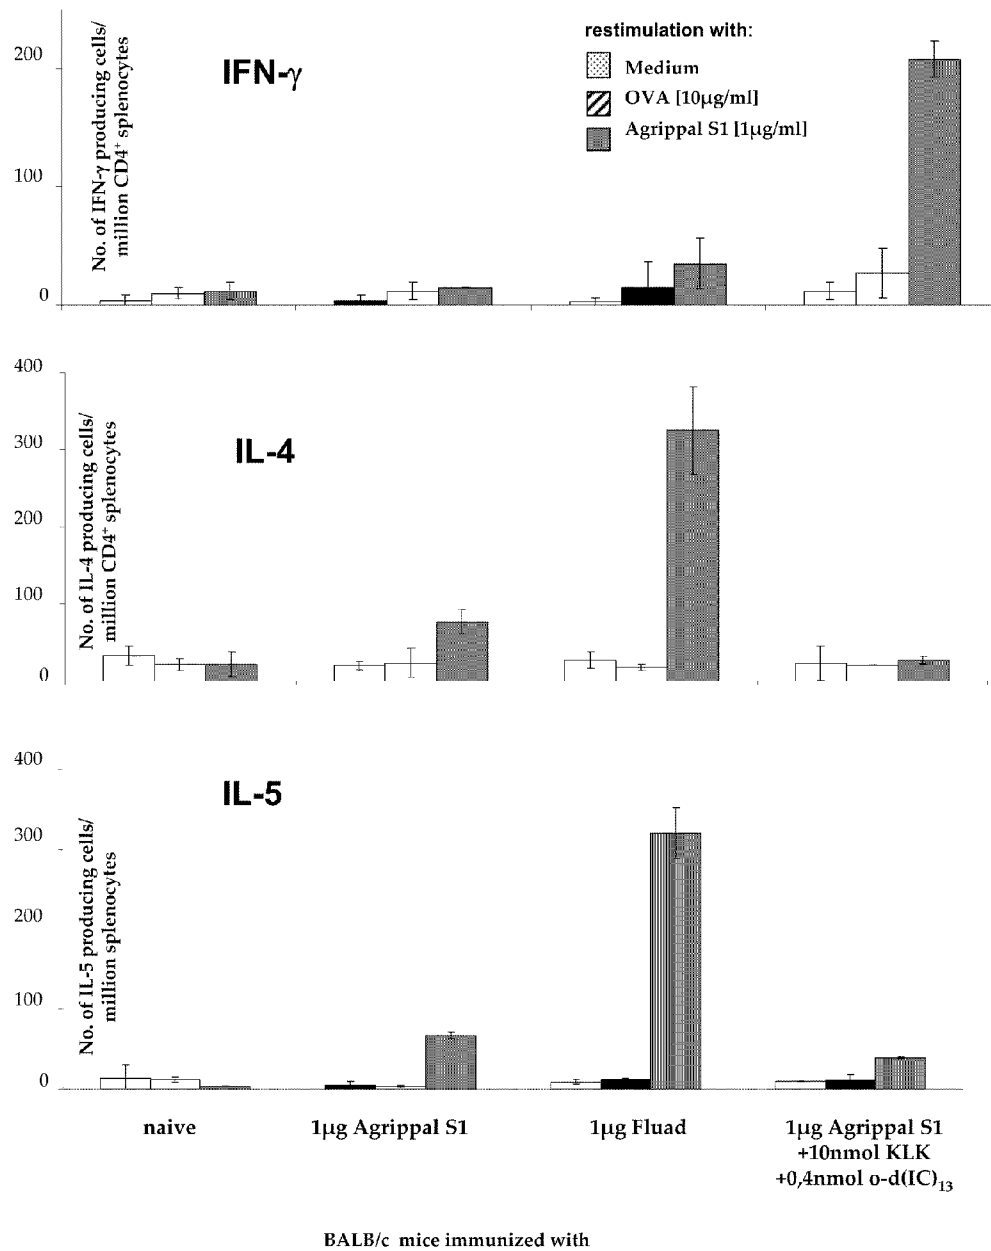 restimulation with:
Medium
OVA [10µg/ml]
Agrippal S1 [1µg/ml]
IFN-γ
No. of IFN-γ producing cells/
million CD4⁺ splenocytes
200
100
0
IL-4
No. of IL-4 producing cells/
million CD4⁺ splenocytes
400
300
200
100
0
IL-5
No. of IL-5 producing cells/
million splenocytes
400
300
200
100
0
naive
1µg Agrippal S1
1µg Fluad
1µg Agrippal S1
+10nmol KLK
+0,4nmol o-d(IC)₁₃
BALB/c mice immunized with